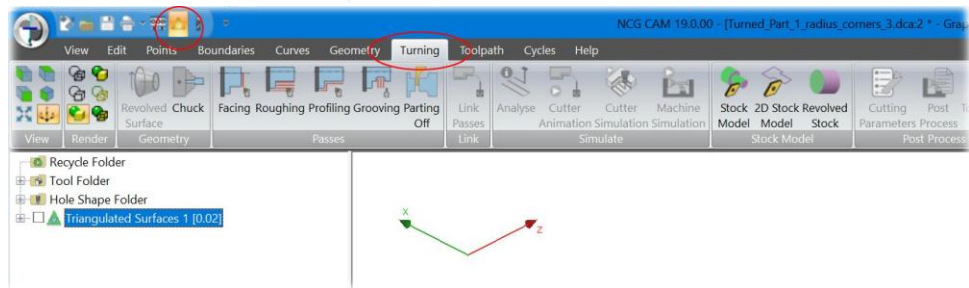 NCG CAM 19.0.00 - [Turned_Part_1_radius_corners_3.dca:2 * - Grap
View Edit Points Boundaries Curves Geometry Turning Toolpath Cycles Help
Revolved Surface Chuck Facing Roughing Profiling Grooving Parting Off Link Passes Analyse Cutter Animation Cutter Simulation Machine Simulation Stock Model 2D Stock Model Revolved Stock Cutting Parameters Post Process
View Render Geometry Passes Link Simulate Stock Model Post Process
Recycle Folder
Tool Folder
Hole Shape Folder
Triangulated Surfaces 1 [0.02]
X
Z